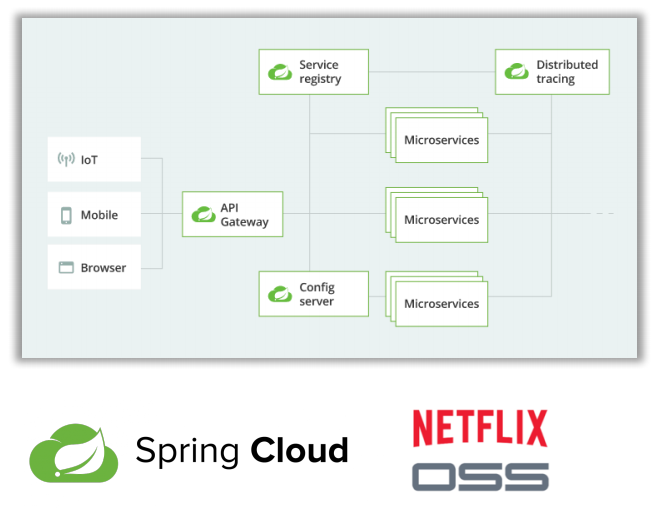 Service
registry
Distributed
tracing
Microservices
IoT
Mobile
API
Gateway
Microservices
Browser
Config
server
Microservices
Spring Cloud
NETFLIX
OSS